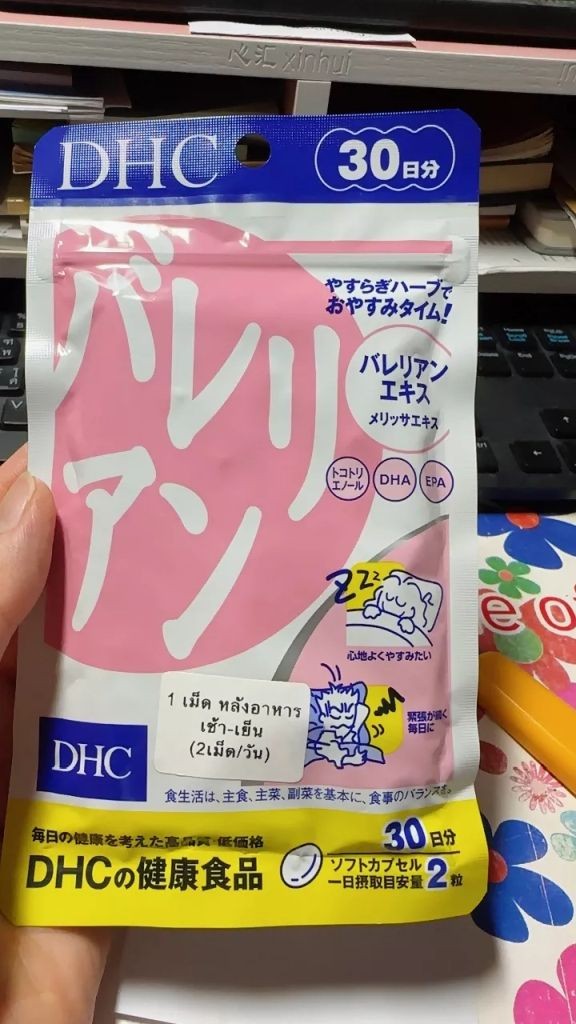 心汇 xinhui
DHC
30日分
バレリアン
やすらぎハーブで
おやすみタイム!
バレリアン
エキス
メリッサエキス
トコトリ
エノール
DHA
EPA
ZZZ
心地よくやすみたい
緊張が続く
毎日に
1 เม็ด หลังอาหาร
เช้า-เย็น
(2เม็ด/วัน)
DHC
食生活は、主食、主菜、副菜を基本に、食事のバランスを。
毎日の健康を考えた高品質・低価格
DHCの健康食品
30日分
ソフトカプセル
一日摂取目安量2粒
e o